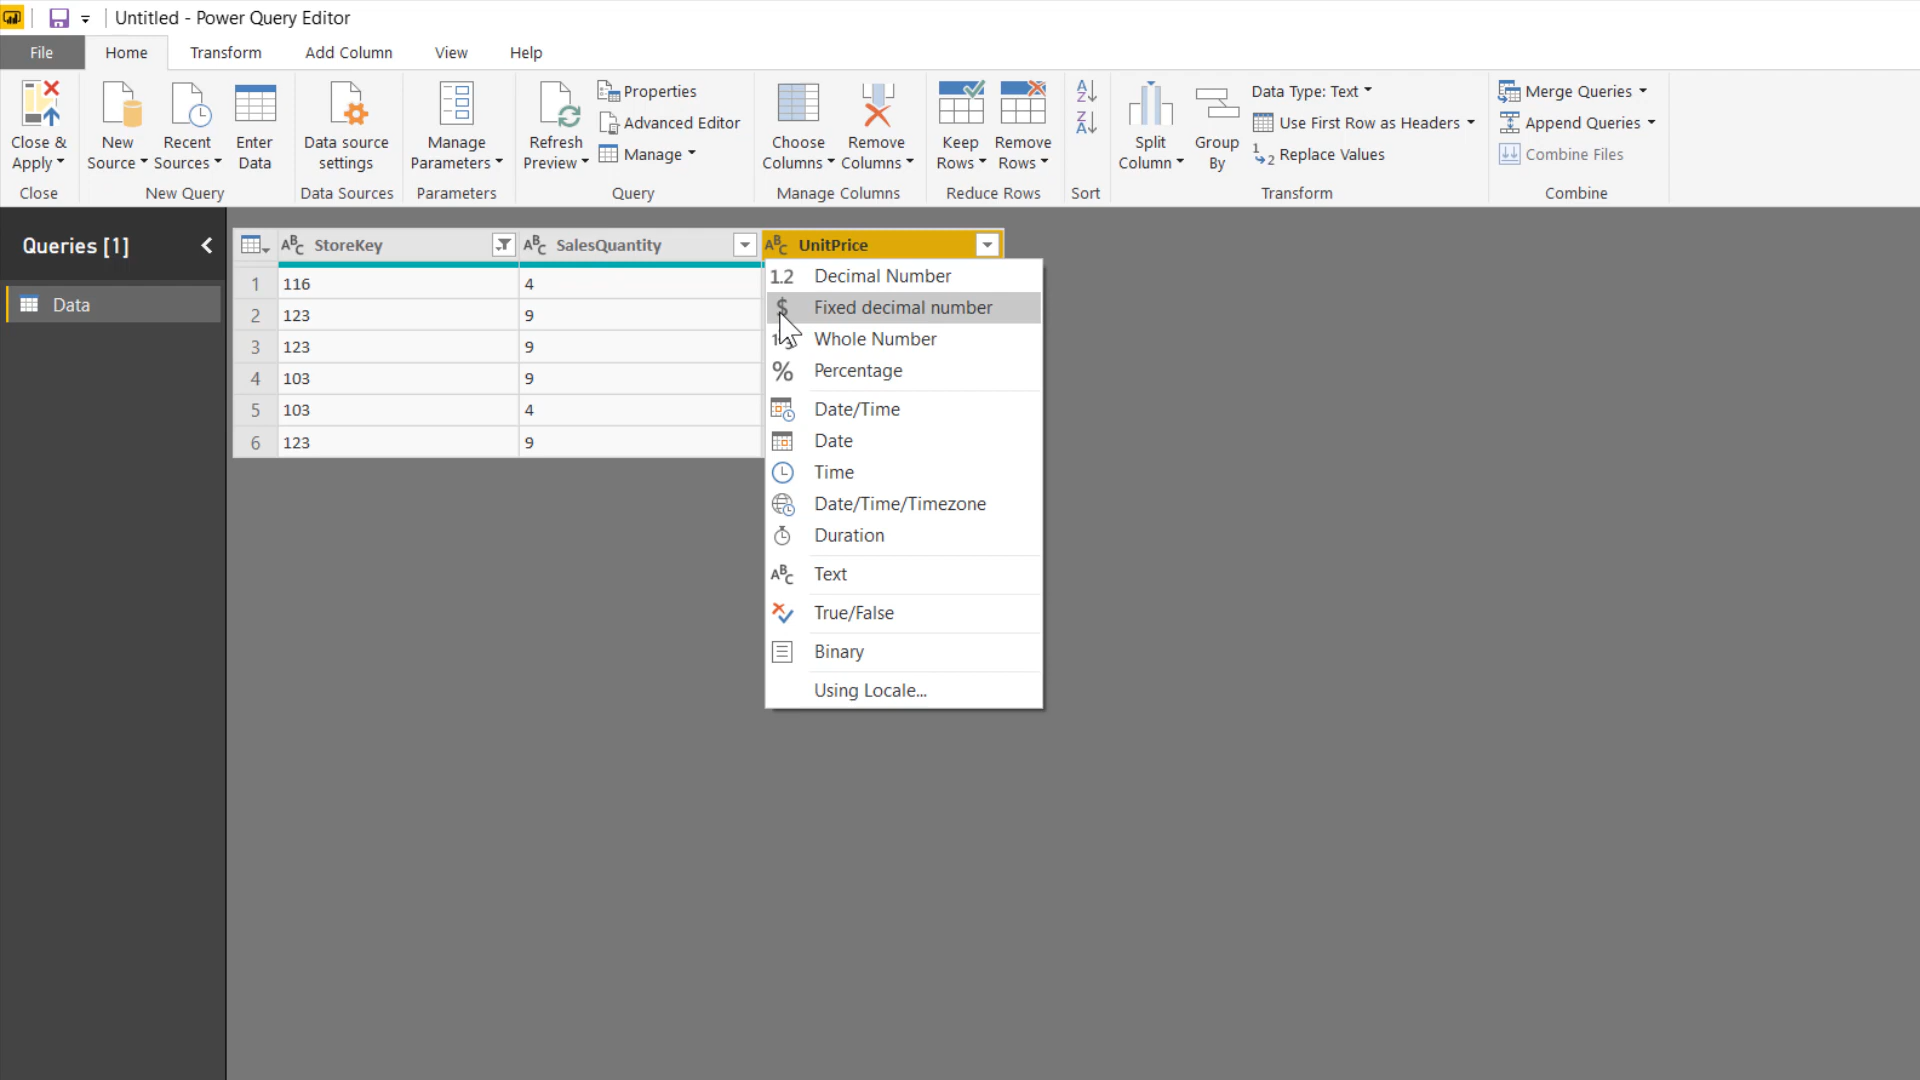 Untitled - Power Query Editor
File Home Transform Add Column View Help
Close & Apply
New Source
Recent Sources
Enter Data
Data source settings
Manage Parameters
Refresh Preview
Properties
Advanced Editor
Manage
Choose Columns
Remove Columns
Keep Rows
Remove Rows
Split Column
Group By
Data Type: Text
Use First Row as Headers
Replace Values
Merge Queries
Append Queries
Combine Files
Close New Query Data Sources Parameters Query Manage Columns Reduce Rows Sort Transform Combine
Queries [1]
Data
StoreKey SalesQuantity UnitPrice
1 116 4
2 123 9
3 123 9
4 103 9
5 103 4
6 123 9
1.2 Decimal Number
$ Fixed decimal number
Whole Number
% Percentage
Date/Time
Date
Time
Date/Time/Timezone
Duration
ABC Text
True/False
Binary
Using Locale...